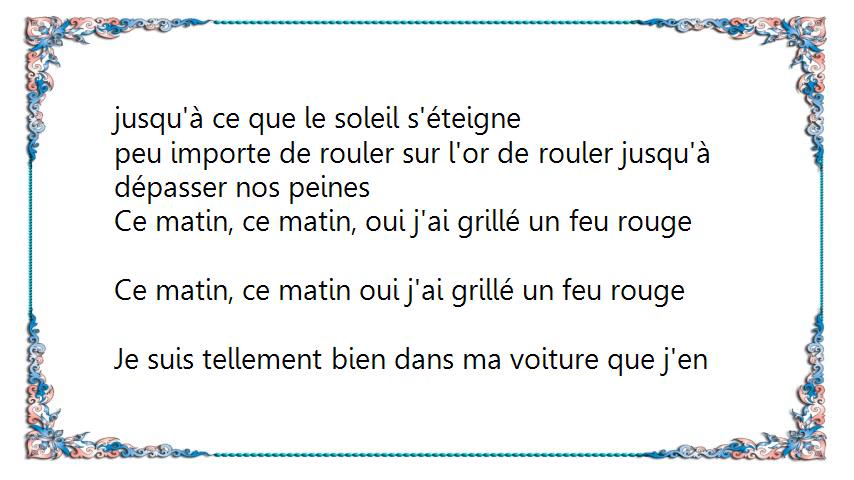 jusqu'à ce que le soleil s'éteigne
peu importe de rouler sur l'or de rouler jusqu'à
dépasser nos peines
Ce matin, ce matin, oui j'ai grillé un feu rouge
Ce matin, ce matin oui j'ai grillé un feu rouge
Je suis tellement bien dans ma voiture que j'en